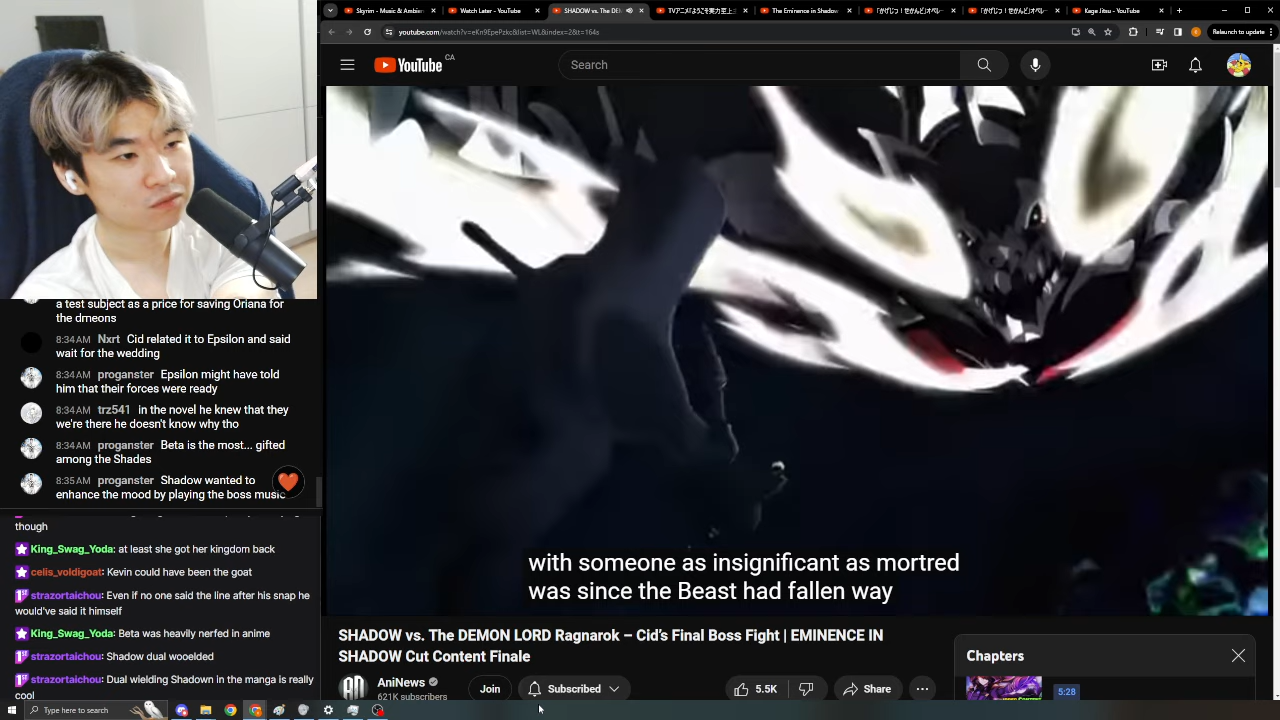 Skyrim - Music & Ambien
Watch Later - YouTube
SHADOW vs. The DE
The Eminence in Shadow
Kage Jitsu - YouTube
youtube.com/watch?v=eKn9EpePzkc&list=WL&index=2&t=164s
Relaunch to update
YouTube CA
Search
a test subject as a price for saving Oriana for
the dmeons
8:34 AM Nxrt Cid related it to Epsilon and said
wait for the wedding
8:34 AM proganster Epsilon might have told
him that their forces were ready
8:34 AM trz541 in the novel he knew that they
we're there he doesn't know why tho
8:34 AM proganster Beta is the most... gifted
among the Shades
8:35 AM proganster Shadow wanted to
enhance the mood by playing the boss music
though
King_Swag_Yoda: at least she got her kingdom back
celis_voldigoat: Kevin could have been the goat
strazortaichou: Even if no one said the line after his snap he
would've said it himself
King_Swag_Yoda: Beta was heavily nerfed in anime
strazortaichou: Shadow dual wooelded
strazortaichou: Dual wielding Shadown in the manga is really
cool
with someone as insignificant as mortred
was since the Beast had fallen way
SHADOW vs. The DEMON LORD Ragnarok – Cid's Final Boss Fight | EMINENCE IN
SHADOW Cut Content Finale
AniNews
621K subscribers
Join
Subscribed
5.5K
Share
Chapters
5:28
Type here to search